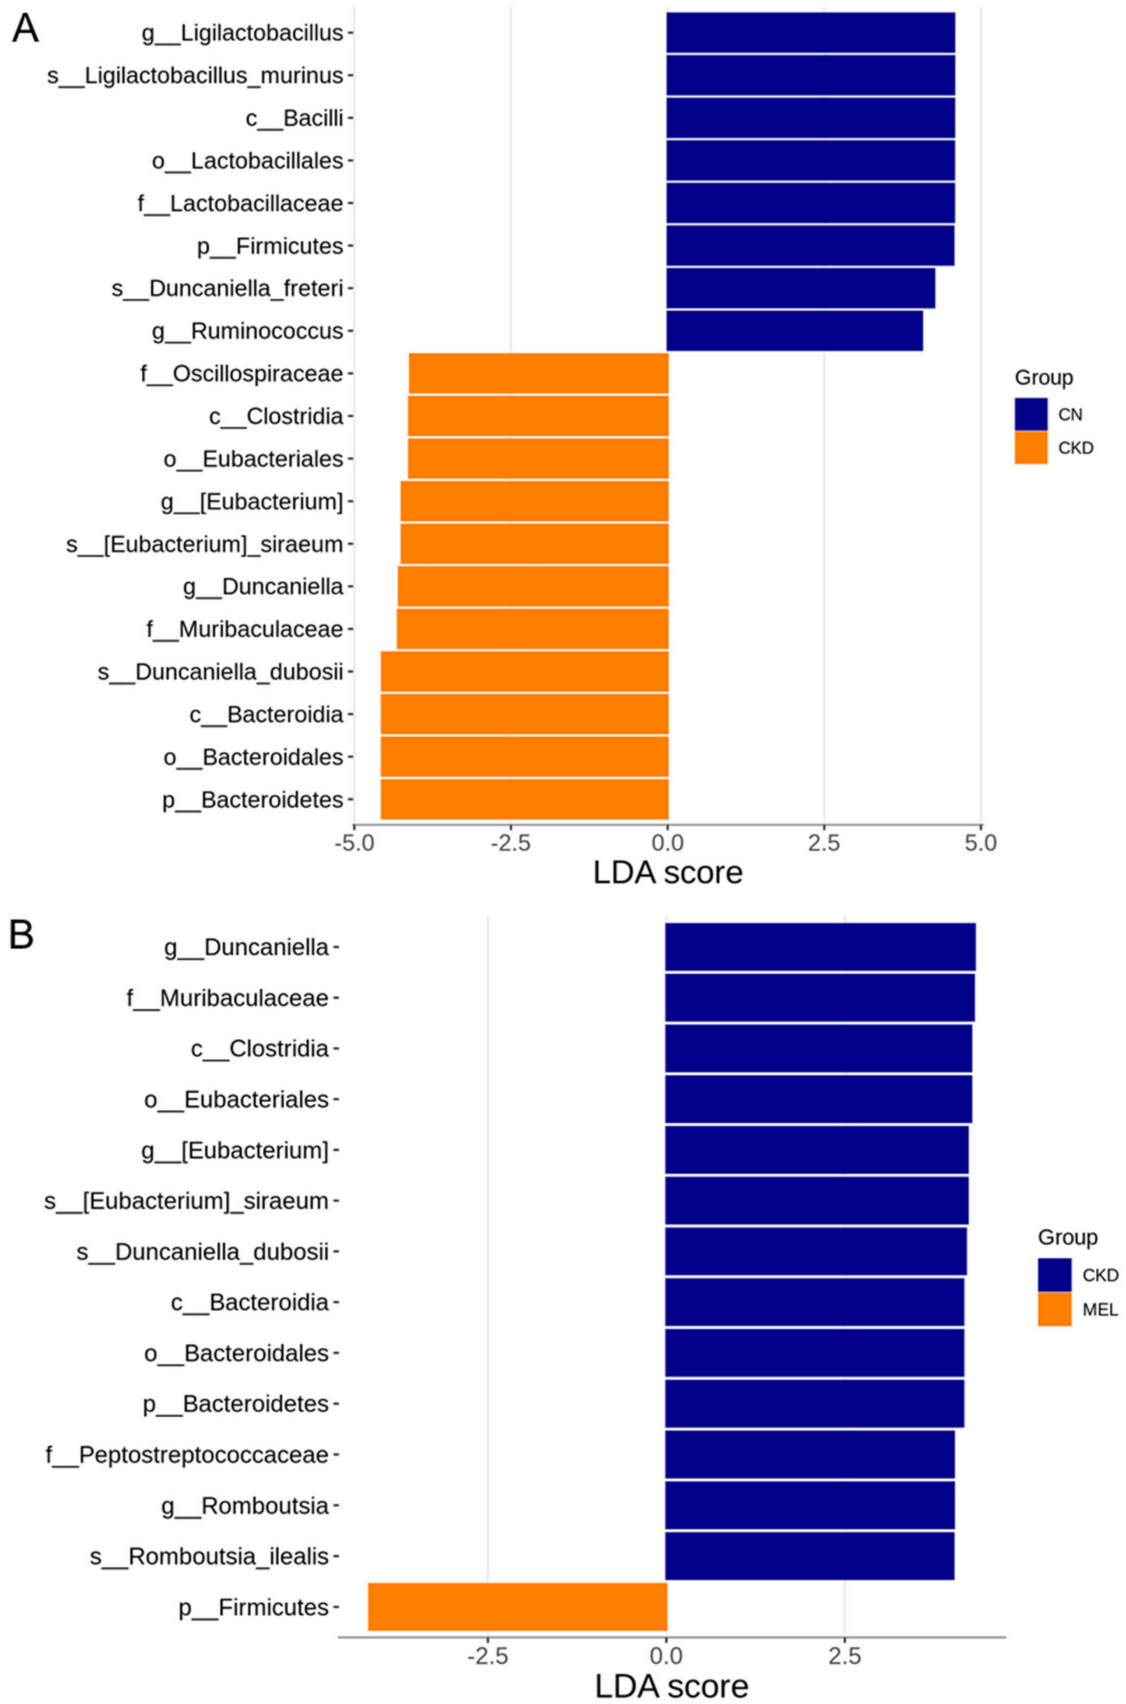 A
g__Ligilactobacillus
s__Ligilactobacillus_murinus
c__Bacilli
o__Lactobacillales
f__Lactobacillaceae
p__Firmicutes
s__Duncaniella_freteri
g__Ruminococcus
f__Oscillospiraceae
c__Clostridia
o__Eubacteriales
g__[Eubacterium]
s__[Eubacterium]_siraeum
g__Duncaniella
f__Muribaculaceae
s__Duncaniella_dubosii
c__Bacteroidia
o__Bacteroidales
p__Bacteroidetes
-5.0 -2.5 0.0 2.5 5.0
LDA score
Group
CN
CKD
B
g__Duncaniella
f__Muribaculaceae
c__Clostridia
o__Eubacteriales
g__[Eubacterium]
s__[Eubacterium]_siraeum
s__Duncaniella_dubosii
c__Bacteroidia
o__Bacteroidales
p__Bacteroidetes
f__Peptostreptococcaceae
g__Romboutsia
s__Romboutsia_ilealis
p__Firmicutes
-2.5 0.0 2.5
LDA score
Group
CKD
MEL